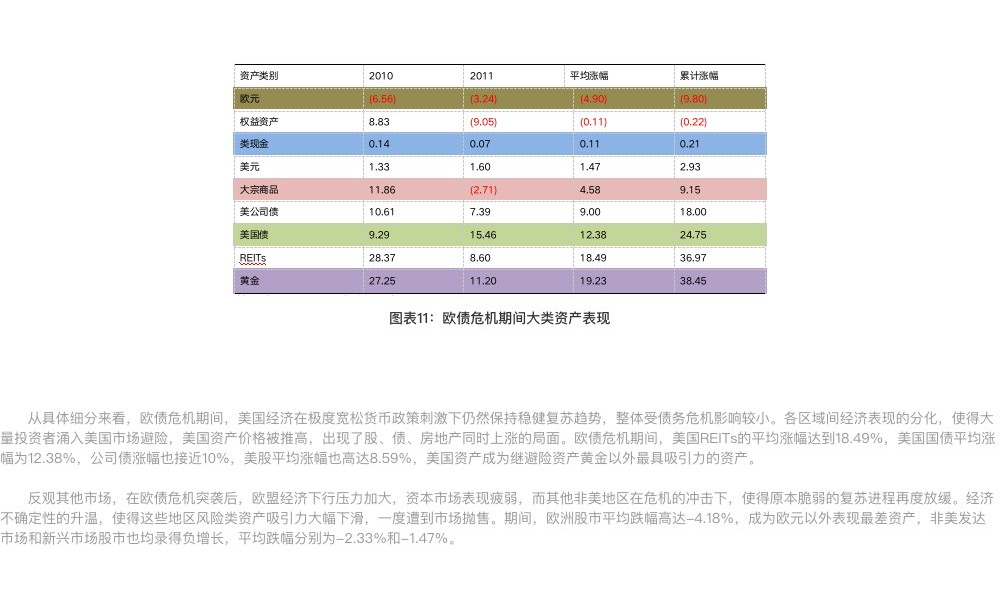 资产类别 2010 2011 平均涨幅 累计涨幅
欧元 (6.56) (3.24) (4.90) (9.80)
权益资产 8.83 (9.05) (0.11) (0.22)
类现金 0.14 0.07 0.11 0.21
美元 1.33 1.60 1.47 2.93
大宗商品 11.86 (2.71) 4.58 9.15
美公司债 10.61 7.39 9.00 18.00
美国债 9.29 15.46 12.38 24.75
REITs 28.37 8.60 18.49 36.97
黄金 27.25 11.20 19.23 38.45
图表11：欧债危机期间大类资产表现
从具体细分来看，欧债危机期间，美国经济在极度宽松货币政策刺激下仍然保持稳健复苏趋势，整体受债务危机影响较小。各区域间经济表现的分化，使得大
量投资者涌入美国市场避险，美国资产价格被推高，出现了股、债、房地产同时上涨的局面。欧债危机期间，美国REITs的平均涨幅达到18.49%，美国国债平均涨
幅为12.38%，公司债涨幅也接近10%，美股平均涨幅也高达8.59%，美国资产成为继避险资产黄金以外最具吸引力的资产。
反观其他市场，在欧债危机突袭后，欧盟经济下行压力加大，资本市场表现疲弱，而其他非美地区在危机的冲击下，使得原本脆弱的复苏进程再度放缓。经济
不确定性的升温，使得这些地区风险类资产吸引力大幅下滑，一度遭到市场抛售。期间，欧洲股市平均跌幅高达-4.18%，成为欧元以外表现最差资产，非美发达
市场和新兴市场股市也均录得负增长，平均跌幅分别为-2.33%和-1.47%。